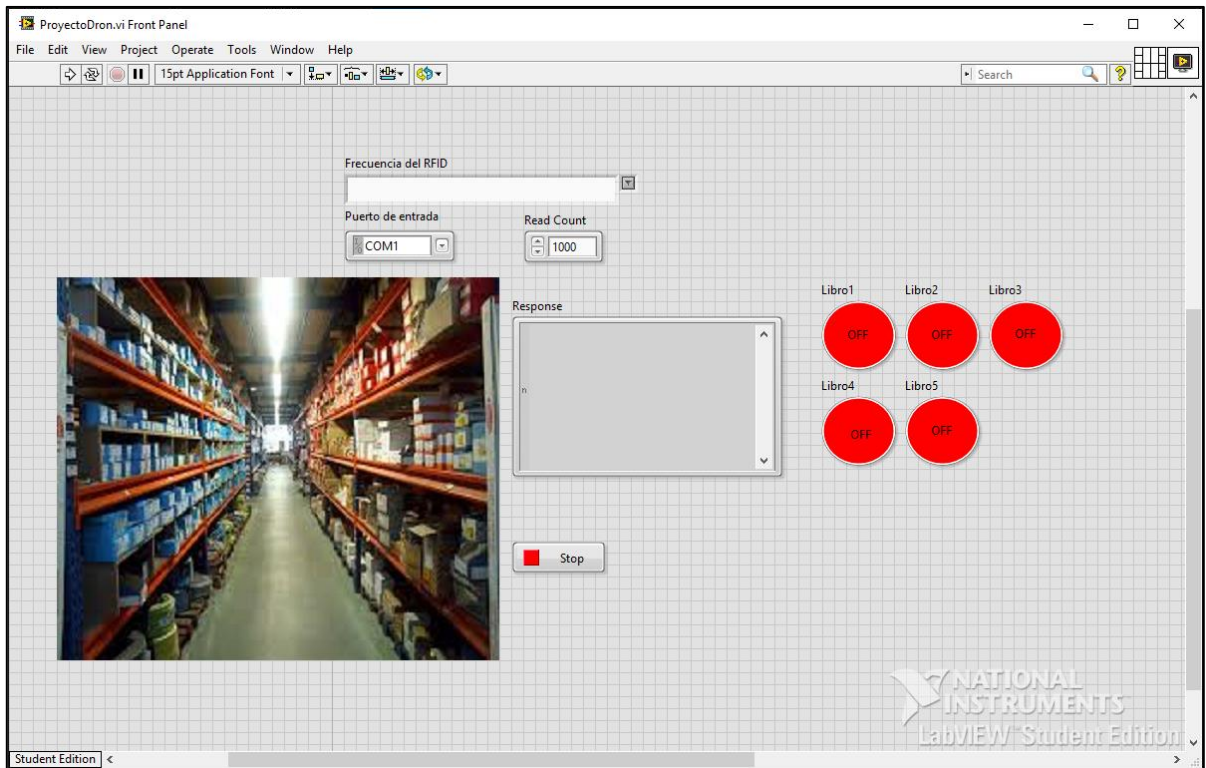 ProyectoDron.vi Front Panel
File Edit View Project Operate Tools Window Help
15pt Application Font
Search
Frecuencia del RFID
Puerto de entrada
Read Count
COM1
1000
Response
n
Libro1 Libro2 Libro3
OFF OFF OFF
Libro4 Libro5
OFF OFF
Stop
NATIONAL
INSTRUMENTS
LabVIEW™ Student Edition
Student Edition